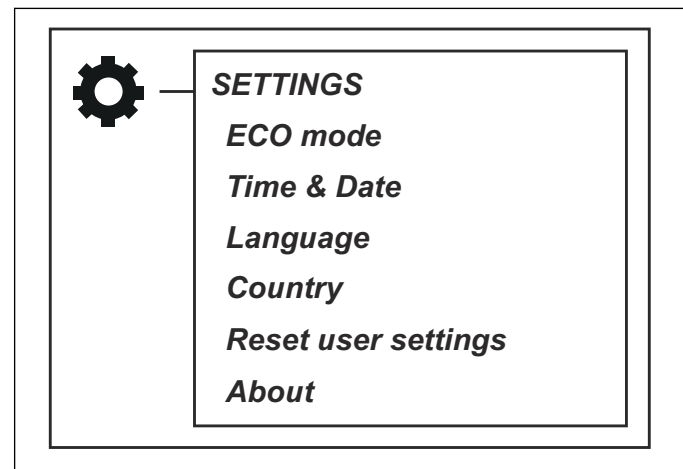 SETTINGS
ECO mode
Time & Date
Language
Country
Reset user settings
About